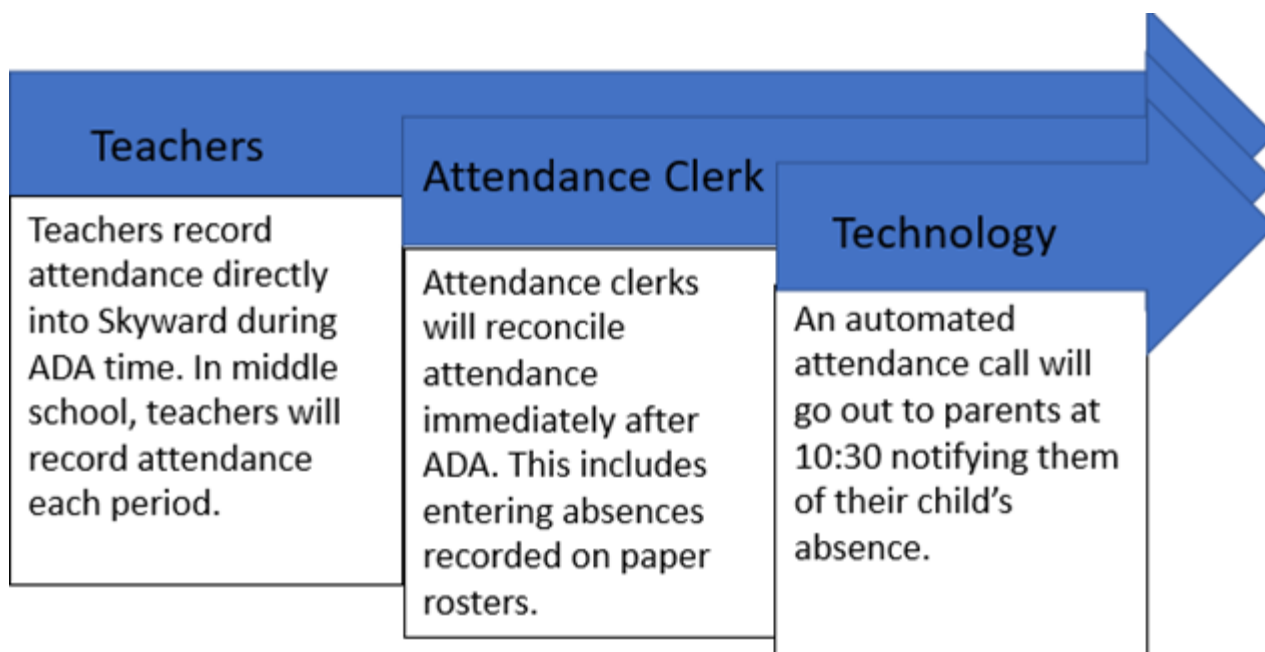 Teachers
Teachers record
attendance directly
into Skyward during
ADA time. In middle
school, teachers will
record attendance
each period.
Attendance Clerk
Attendance clerks
will reconcile
attendance
immediately after
ADA. This includes
entering absences
recorded on paper
rosters.
Technology
An automated
attendance call will
go out to parents at
10:30 notifying them
of their child’s
absence.